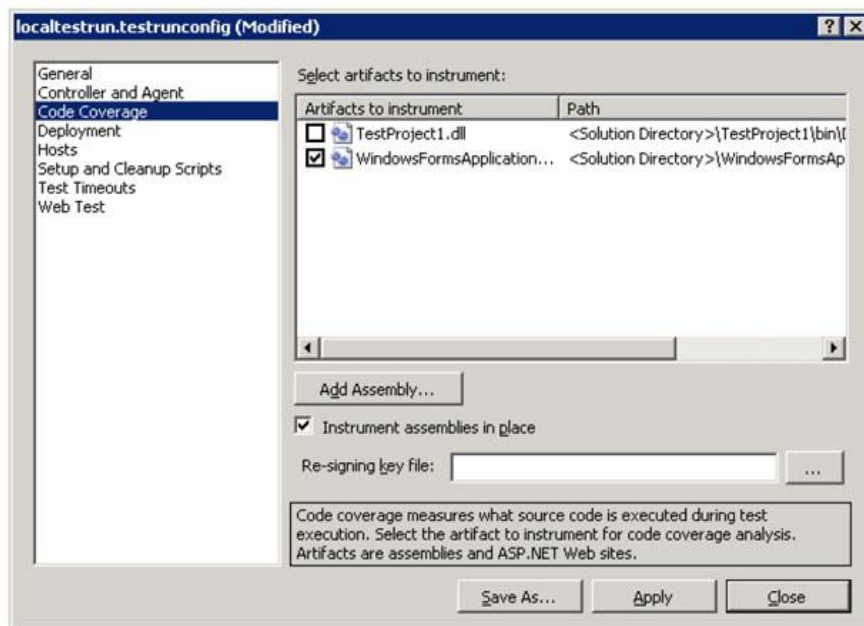 localtestrun.testrunconfig (Modified)
General
Controller and Agent
Code Coverage
Deployment
Hosts
Setup and Cleanup Scripts
Test Timeouts
Web Test
Select artifacts to instrument:
Artifacts to instrument Path
TestProject1.dll <Solution Directory>\TestProject1\bin\D
WindowsFormsApplication... <Solution Directory>\WindowsFormsAp
Add Assembly...
Instrument assemblies in place
Re-signing key file:
...
Code coverage measures what source code is executed during test
execution. Select the artifact to instrument for code coverage analysis.
Artifacts are assemblies and ASP.NET Web sites.
Save As... Apply Close